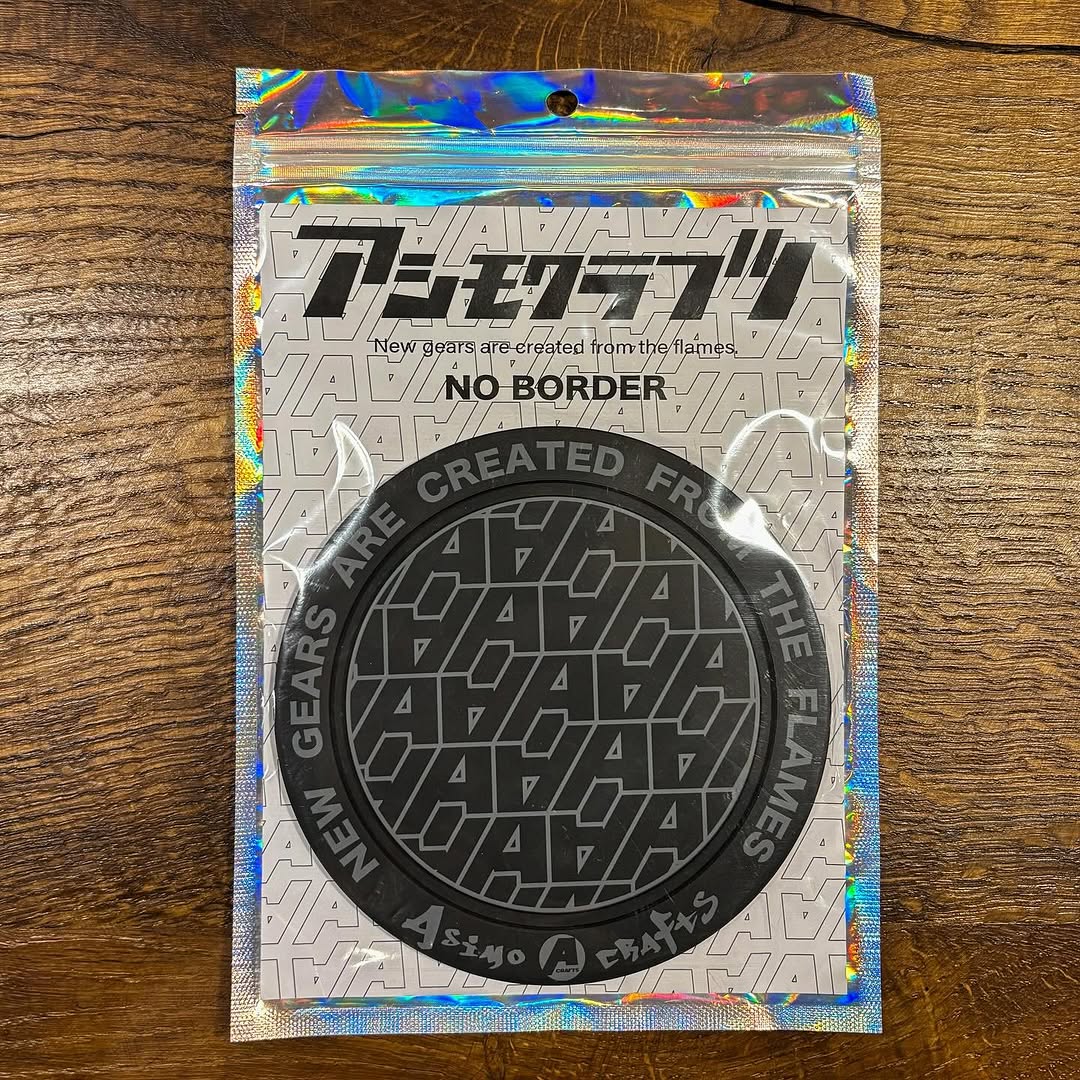 アシモクラフツ
New gears are created from the flames.
NO BORDER
NEW GEARS ARE CREATED FROM THE FLAMES
ASiMO CRAFTS
A
CRAFTS